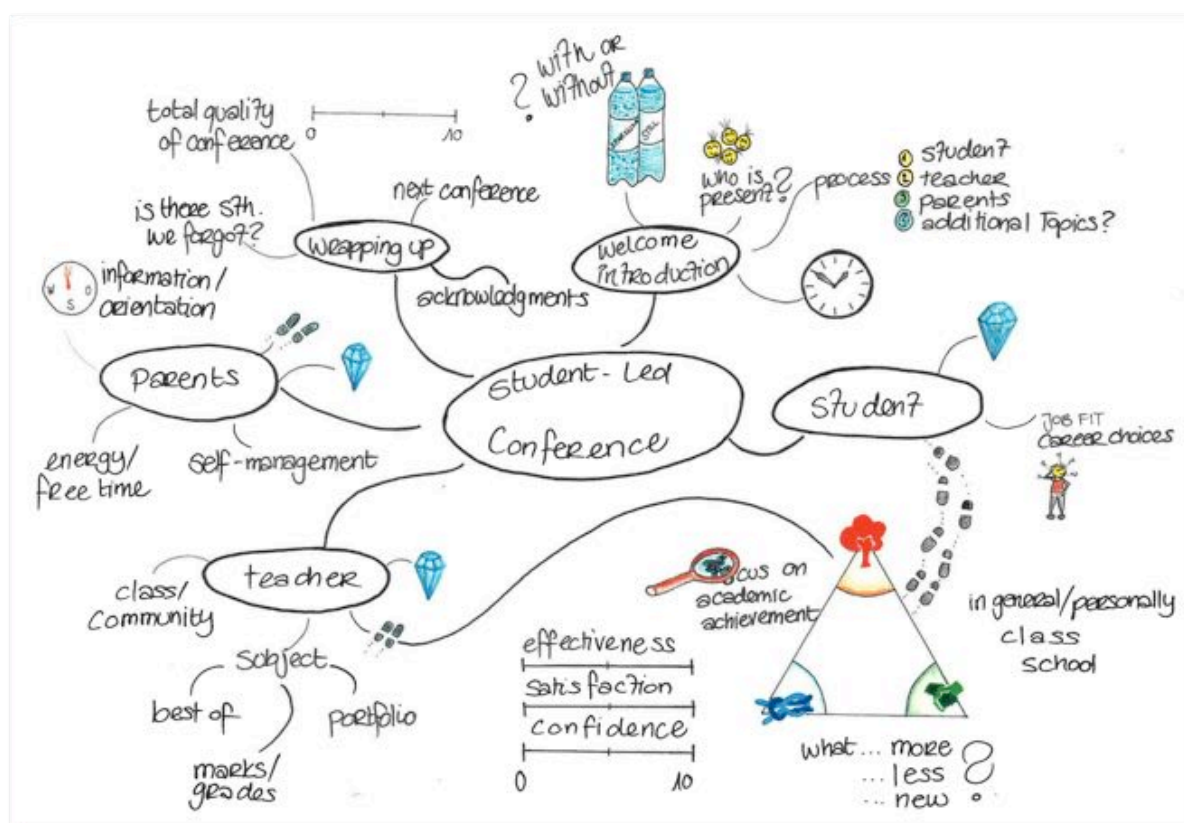 Student-Led
Conference
Welcome
introduction
? with or
without
STILL
who is
present?
process
1 student
2 teacher
3 parents
additional Topics?
student
JOB FIT
career choices
in general/personally
class
school
focus on
academic
achievement
what ... more
... less
... new
?
effectiveness
satisfaction
confidence
0 10
teacher
class/
community
subject
best of
portfolio
marks/
grades
Parents
information/
orientation
W S O
energy/
free time
self-management
wrapping up
total quality
of conference
0 10
is there sth.
we forgot?
next conference
acknowledgments